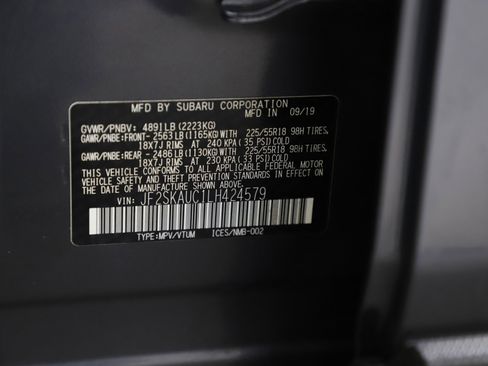 MFD BY SUBARU CORPORATION
MFD IN 09/19
GVWR/PNBV: 4891LB(2223KG)
GAWR/PNBE:FRONT- 2563LB(1165KG)WITH 225/55R18 98H TIRES,
18X7J RIMS AT 240 KPA(35 PSI)COLD
GAWR/PNBE:REAR - 2486LB(1130KG)WITH 225/55R18 98H TIRES,
18X7J RIMS AT 230 KPA(33 PSI)COLD
THIS VEHICLE CONFORMS TO ALL APPLICABLE FEDERAL MOTOR
VEHICLE SAFETY AND BUMPER STANDARDS IN EFFECT ON
THE DATE OF MANUFACTURE SHOWN ABOVE.
VIN: JF2SKAUC1LH424579
TYPE:MPV/VTUM ICES/NMB-002